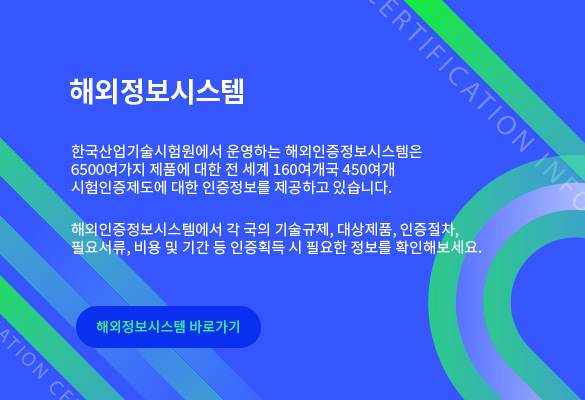 CERTIFICATION INFO
해외정보시스템
한국산업기술시험원에서 운영하는 해외인증정보시스템은
6500여가지 제품에 대한 전 세계 160여개국 450여개
시험인증제도에 대한 인증정보를 제공하고 있습니다.
해외인증정보시스템에서 각 국의 기술규제, 대상제품, 인증절차,
필요서류, 비용 및 기간 등 인증획득 시 필요한 정보를 확인해보세요.
해외정보시스템 바로가기
ATION CER